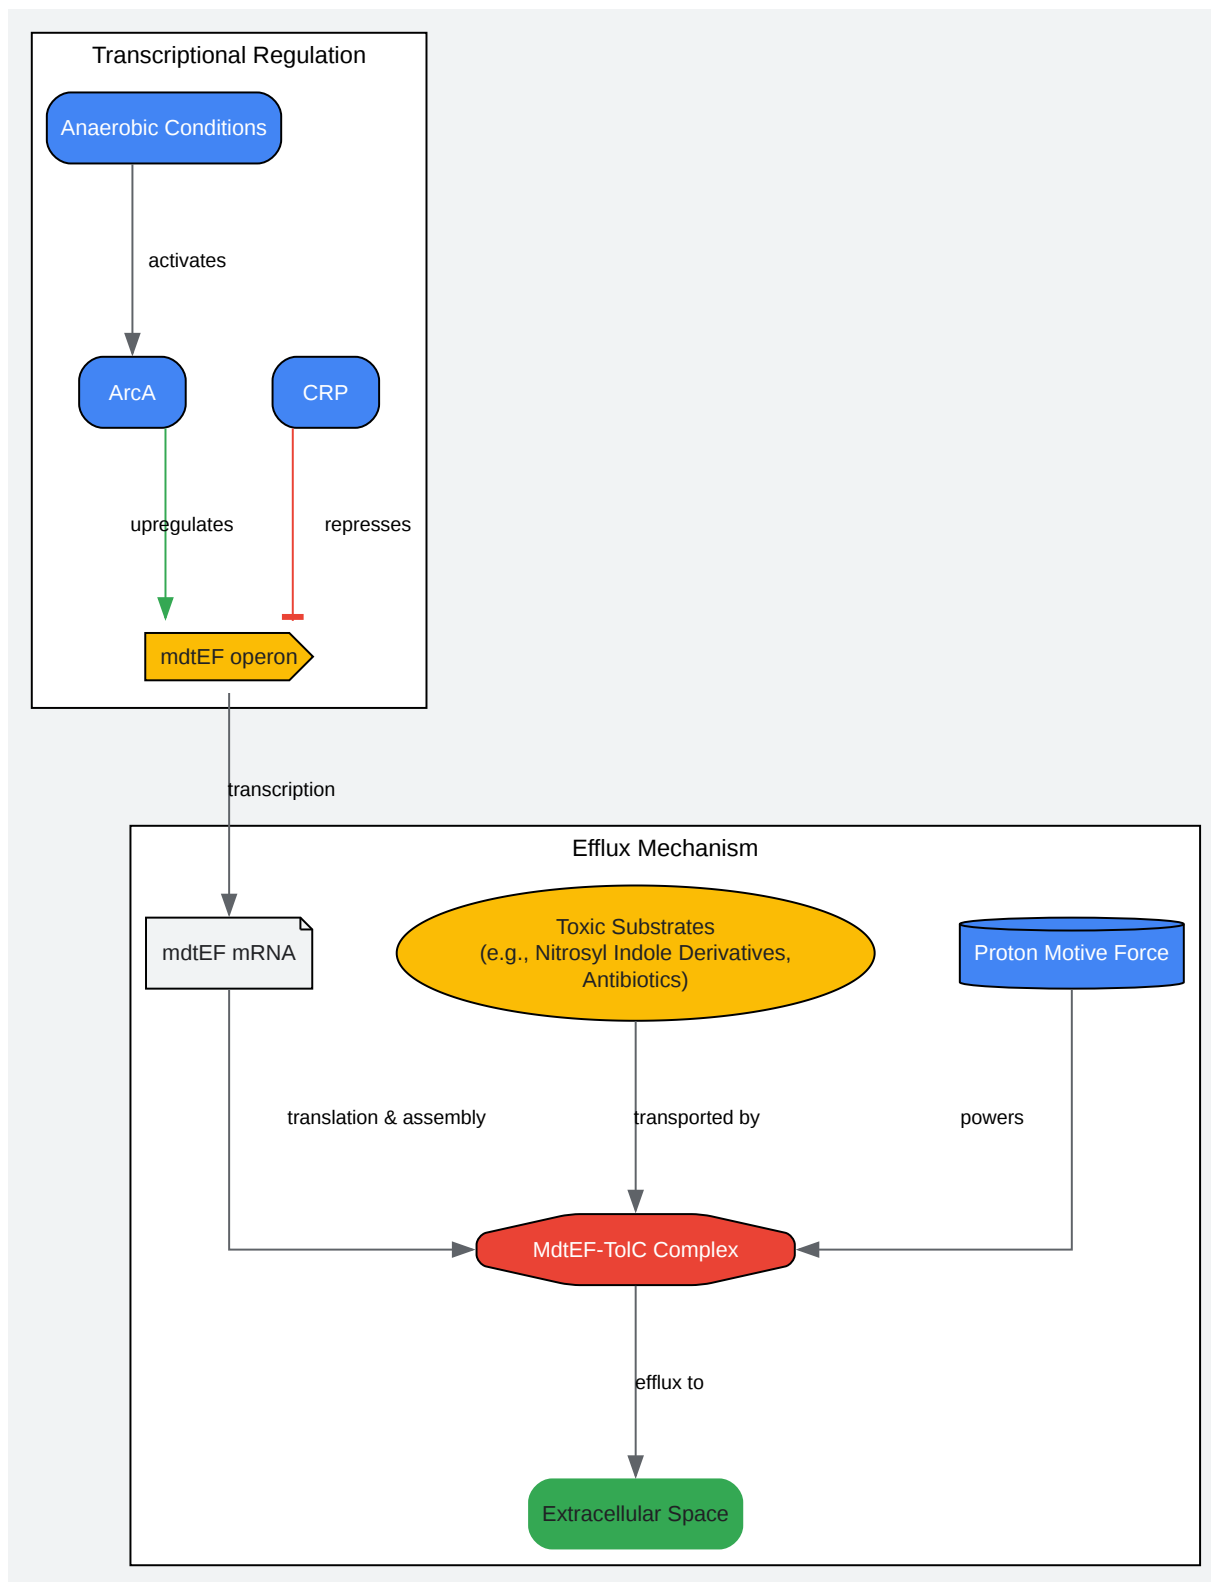 Transcriptional Regulation
Anaerobic Conditions
activates
ArcA
CRP
upregulates
represses
mdtEF operon
transcription
Efflux Mechanism
mdtEF mRNA
Toxic Substrates
(e.g., Nitrosyl Indole Derivatives,
Antibiotics)
Proton Motive Force
translation & assembly
transported by
powers
MdtEF-TolC Complex
efflux to
Extracellular Space